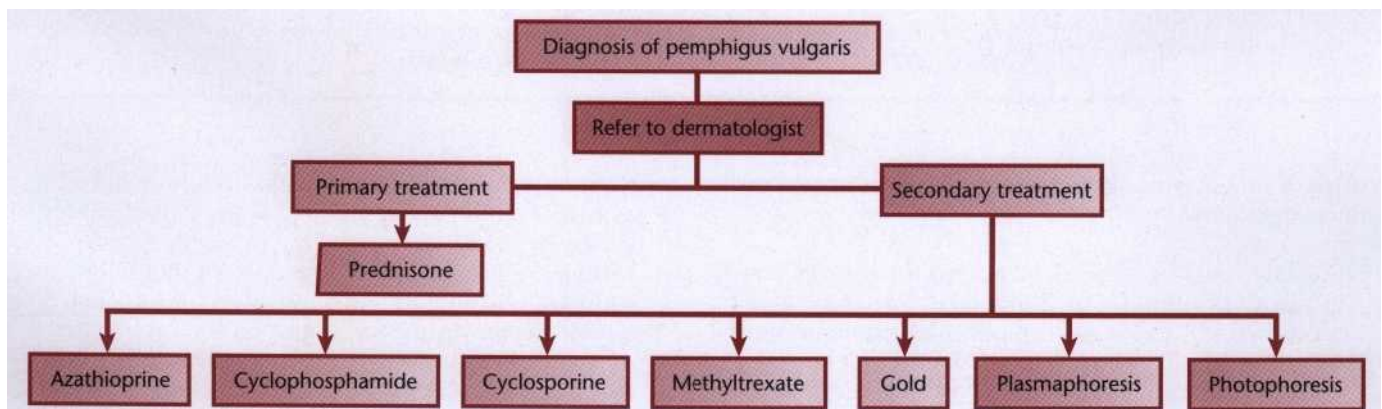 Diagnosis of pemphigus vulgaris
Refer to dermatologist
Primary treatment
Secondary treatment
Prednisone
Azathioprine
Cyclophosphamide
Cyclosporine
Methyltrexate
Gold
Plasmaphoresis
Photophoresis